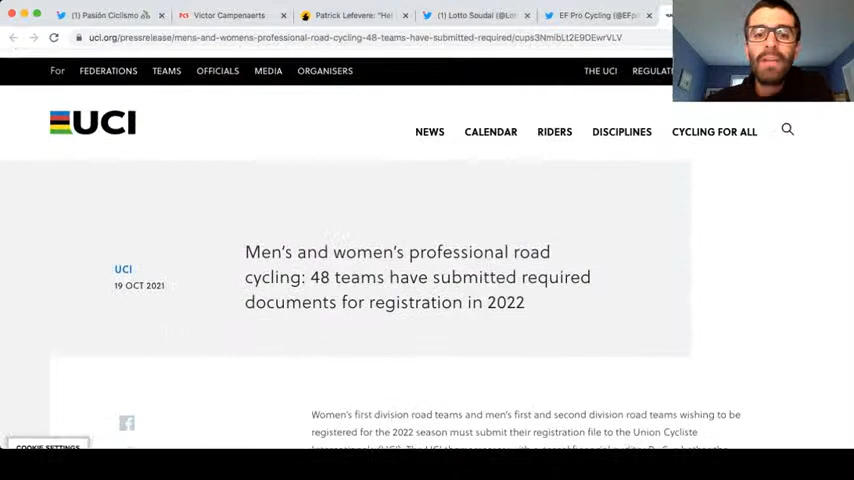 (1) Pasión Ciclismo
Victor Campenaerts
Patrick Lefevere: "He
(1) Lotto Soudal (@Lot
EF Pro Cycling (@EFp
uci.org/pressrelease/mens-and-womens-professional-road-cycling-48-teams-have-submitted-required/cups3NmibLt2E9DEwrVLV
For FEDERATIONS TEAMS OFFICIALS MEDIA ORGANISERS THE UCI REGULAT
UCI
NEWS CALENDAR RIDERS DISCIPLINES CYCLING FOR ALL
Men's and women's professional road
cycling: 48 teams have submitted required
documents for registration in 2022
UCI
19 OCT 2021
Women's first division road teams and men's first and second division road teams wishing to be
registered for the 2022 season must submit their registration file to the Union Cycliste
COOKIE SETTINGS